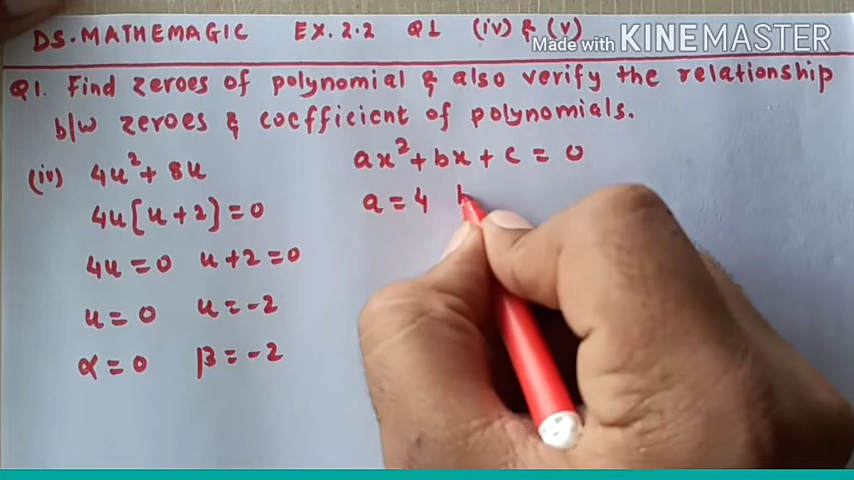 DS-MATHEMAGIC EX. 2.2 Q1 (iv) & (v)
Made with KINEMASTER
Q1. Find zeroes of polynomial & also verify the relationship
b/w zeroes & cocfficient of polynomials.
(iv) 4u² + 8u
4u[u+2] = 0
4u = 0 u+2 = 0
u = 0 u = -2
α = 0 β = -2
ax² + bx + c = 0
a = 4 b